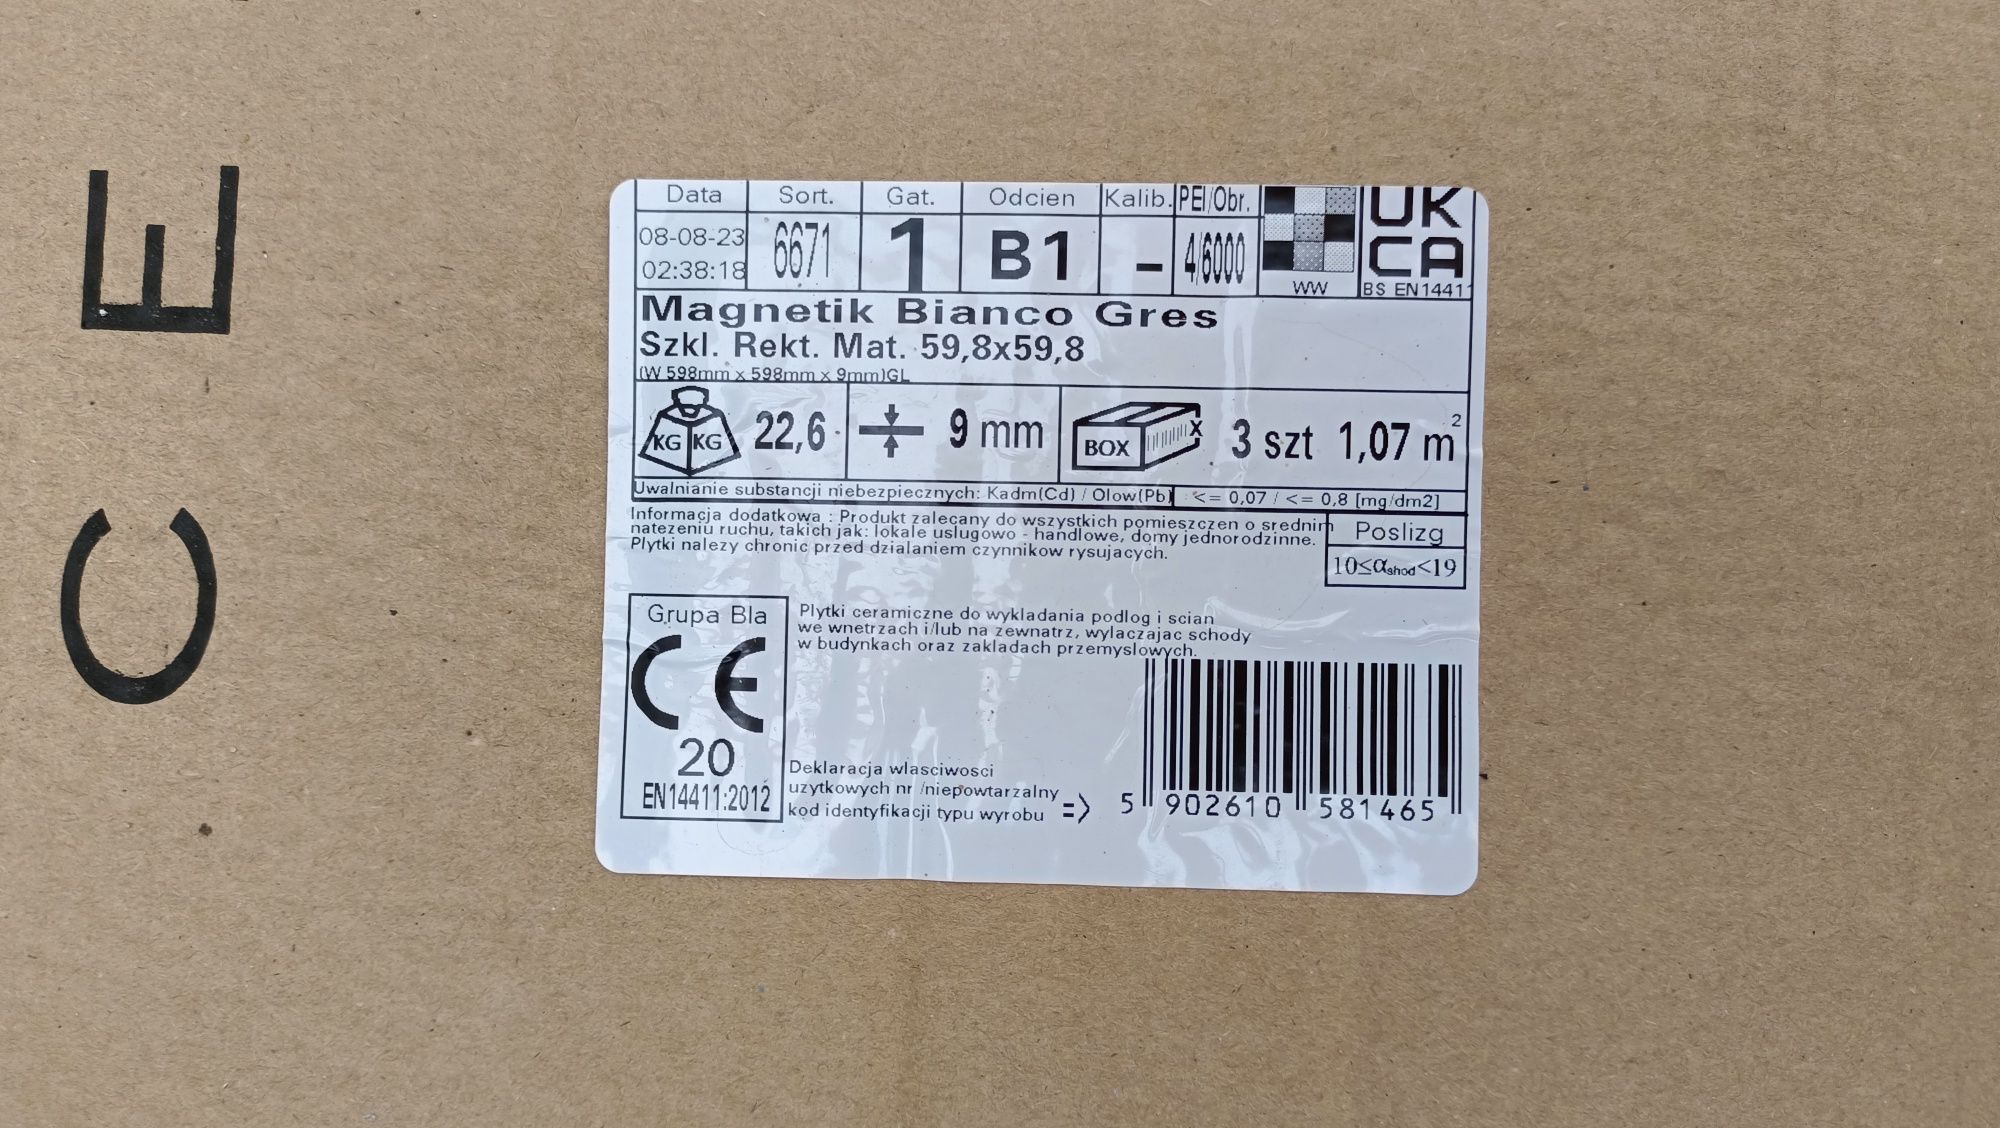 CE
Data Sort. Gat. Odcien Kalib. PEI/Obr.
08-08-23 6671 1 B1 - 4/6000
02:38:18
WW
UK
CA
BS EN14411
Magnetik Bianco Gres
Szkl. Rekt. Mat. 59,8x59,8
(W 598mm x 598mm x 9mm)GL
KG KG 22,6 9 mm BOX X 3 szt 1,07 m²
Uwalnianie substancji niebezpiecznych: Kadm(Cd) / Olow(Pb) <= 0,07 / <= 0,8 [mg/dm2]
Informacja dodatkowa : Produkt zalecany do wszystkich pomieszczen o srednim
natezeniu ruchu, takich jak: lokale uslugowo - handlowe, domy jednorodzinne.
Plytki nalezy chronic przed dzialaniem czynnikow rysujacych.
Poslizg
10≤αshod<19
Grupa Bla
CE
20
EN14411:2012
Plytki ceramiczne do wykladania podlog i scian
we wnetrzach i/lub na zewnatrz, wylaczajac schody
w budynkach oraz zakladach przemyslowych.
Deklaracja wlasciwosci
uzytkowych nr /niepowtarzalny
kod identyfikacji typu wyrobu =>
5 902610 581465